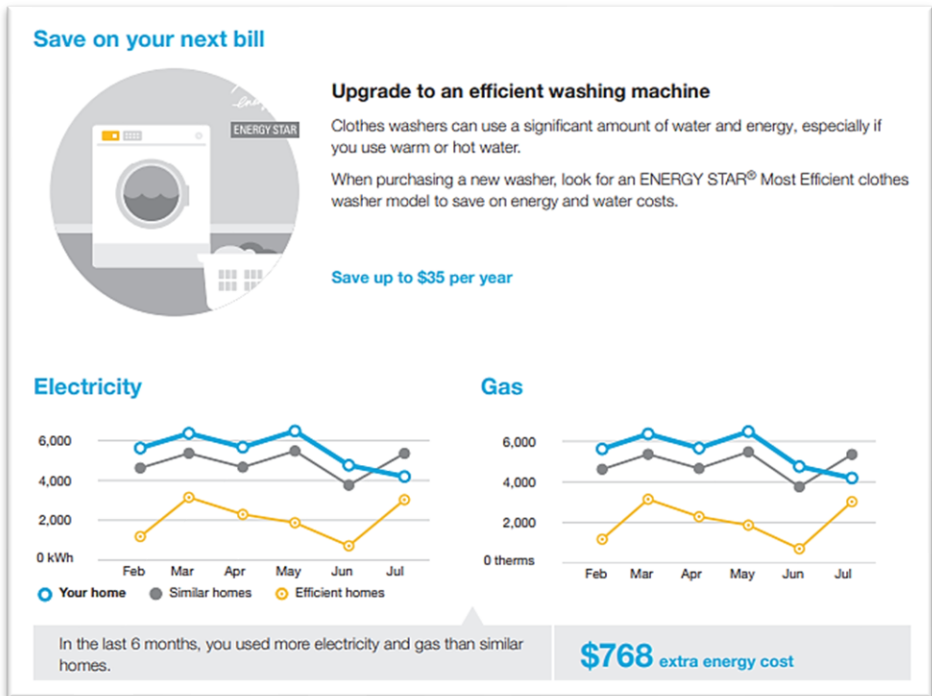 Save on your next bill
ENERGY STAR
Upgrade to an efficient washing machine
Clothes washers can use a significant amount of water and energy, especially if
you use warm or hot water.
When purchasing a new washer, look for an ENERGY STAR® Most Efficient clothes
washer model to save on energy and water costs.
Save up to $35 per year
Electricity
6,000
4,000
2,000
0 kWh
Feb Mar Apr May Jun Jul
Your home Similar homes Efficient homes
Gas
6,000
4,000
2,000
0 therms
Feb Mar Apr May Jun Jul
In the last 6 months, you used more electricity and gas than similar
homes.
$768 extra energy cost